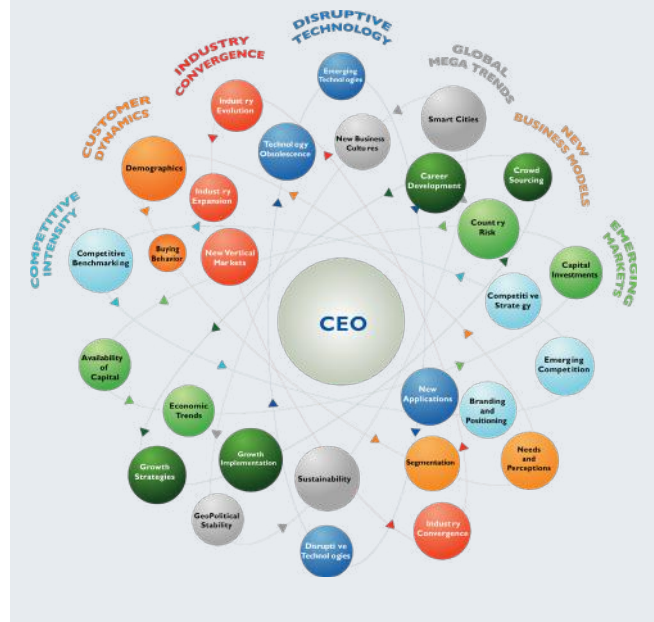 DISRUPTIVE
TECHNOLOGY
INDUSTRY
CONVERGENCE
GLOBAL
MEGA TRENDS
CUSTOMER
DYNAMICS
NEW
BUSINESS MODELS
COMPETITIVE
INTENSITY
EMERGING
MARKETS
Emerging
Technologies
Industry
Evolution
Smart Cities
Technology
Obsolescence
New Business
Cultures
Demographics
Career
Development
Crowd
Sourcing
Industry
Expansion
Country
Risk
Competitive
Benchmarking
Buying
Behavior
New Vertical
Markets
Capital
Investments
Competitive
Strategy
CEO
Availability
of
Capital
Emerging
Competition
Economic
Trends
New
Applications
Branding
and
Positioning
Growth
Strategies
Growth
Implementation
Sustainability
Segmentation
Needs
and
Perceptions
GeoPolitical
Stability
Industry
Convergence
Disruptive
Technologies